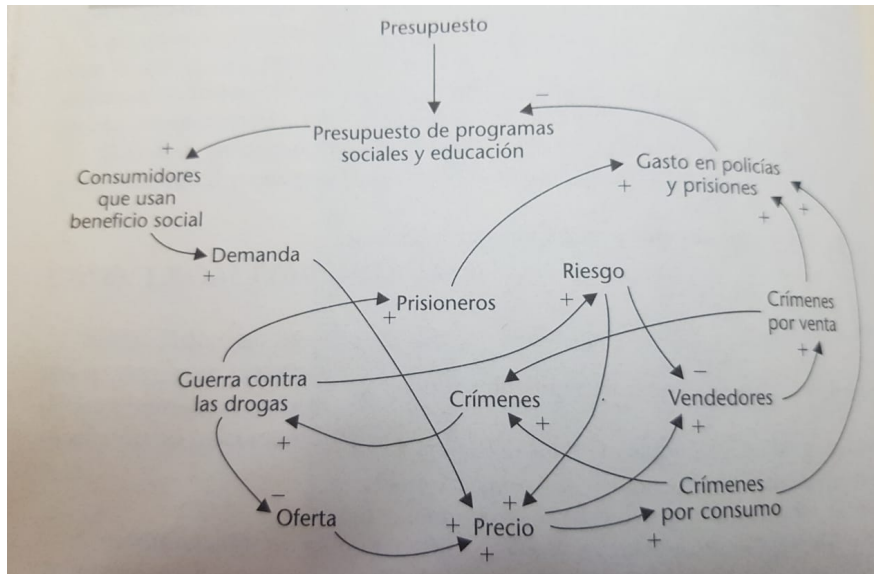 Presupuesto
−
Presupuesto de programas
sociales y educación
+
Consumidores
que usan
beneficio social
Gasto en policías
y prisiones
+
+
+
Demanda
+
Riesgo
+
Prisioneros
+
Crímenes
por venta
+
Guerra contra
las drogas
+
Crímenes
+
−
Vendedores
+
Crímenes
por consumo
+
−
Oferta
+
+ Precio
+